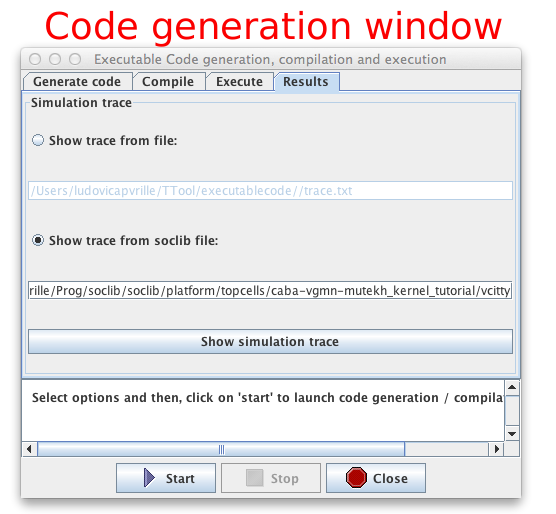 Code generation window
Executable Code generation, compilation and execution
Generate code Compile Execute Results
Simulation trace
Show trace from file:
/Users/ludovicapvrille/TTool/executablecode//trace.txt
Show trace from soclib file:
rille/Prog/soclib/soclib/platform/topcells/caba-vgmn-mutekh_kernel_tutorial/vcitty
Show simulation trace
Select options and then, click on 'start' to launch code generation / compila
Start Stop Close